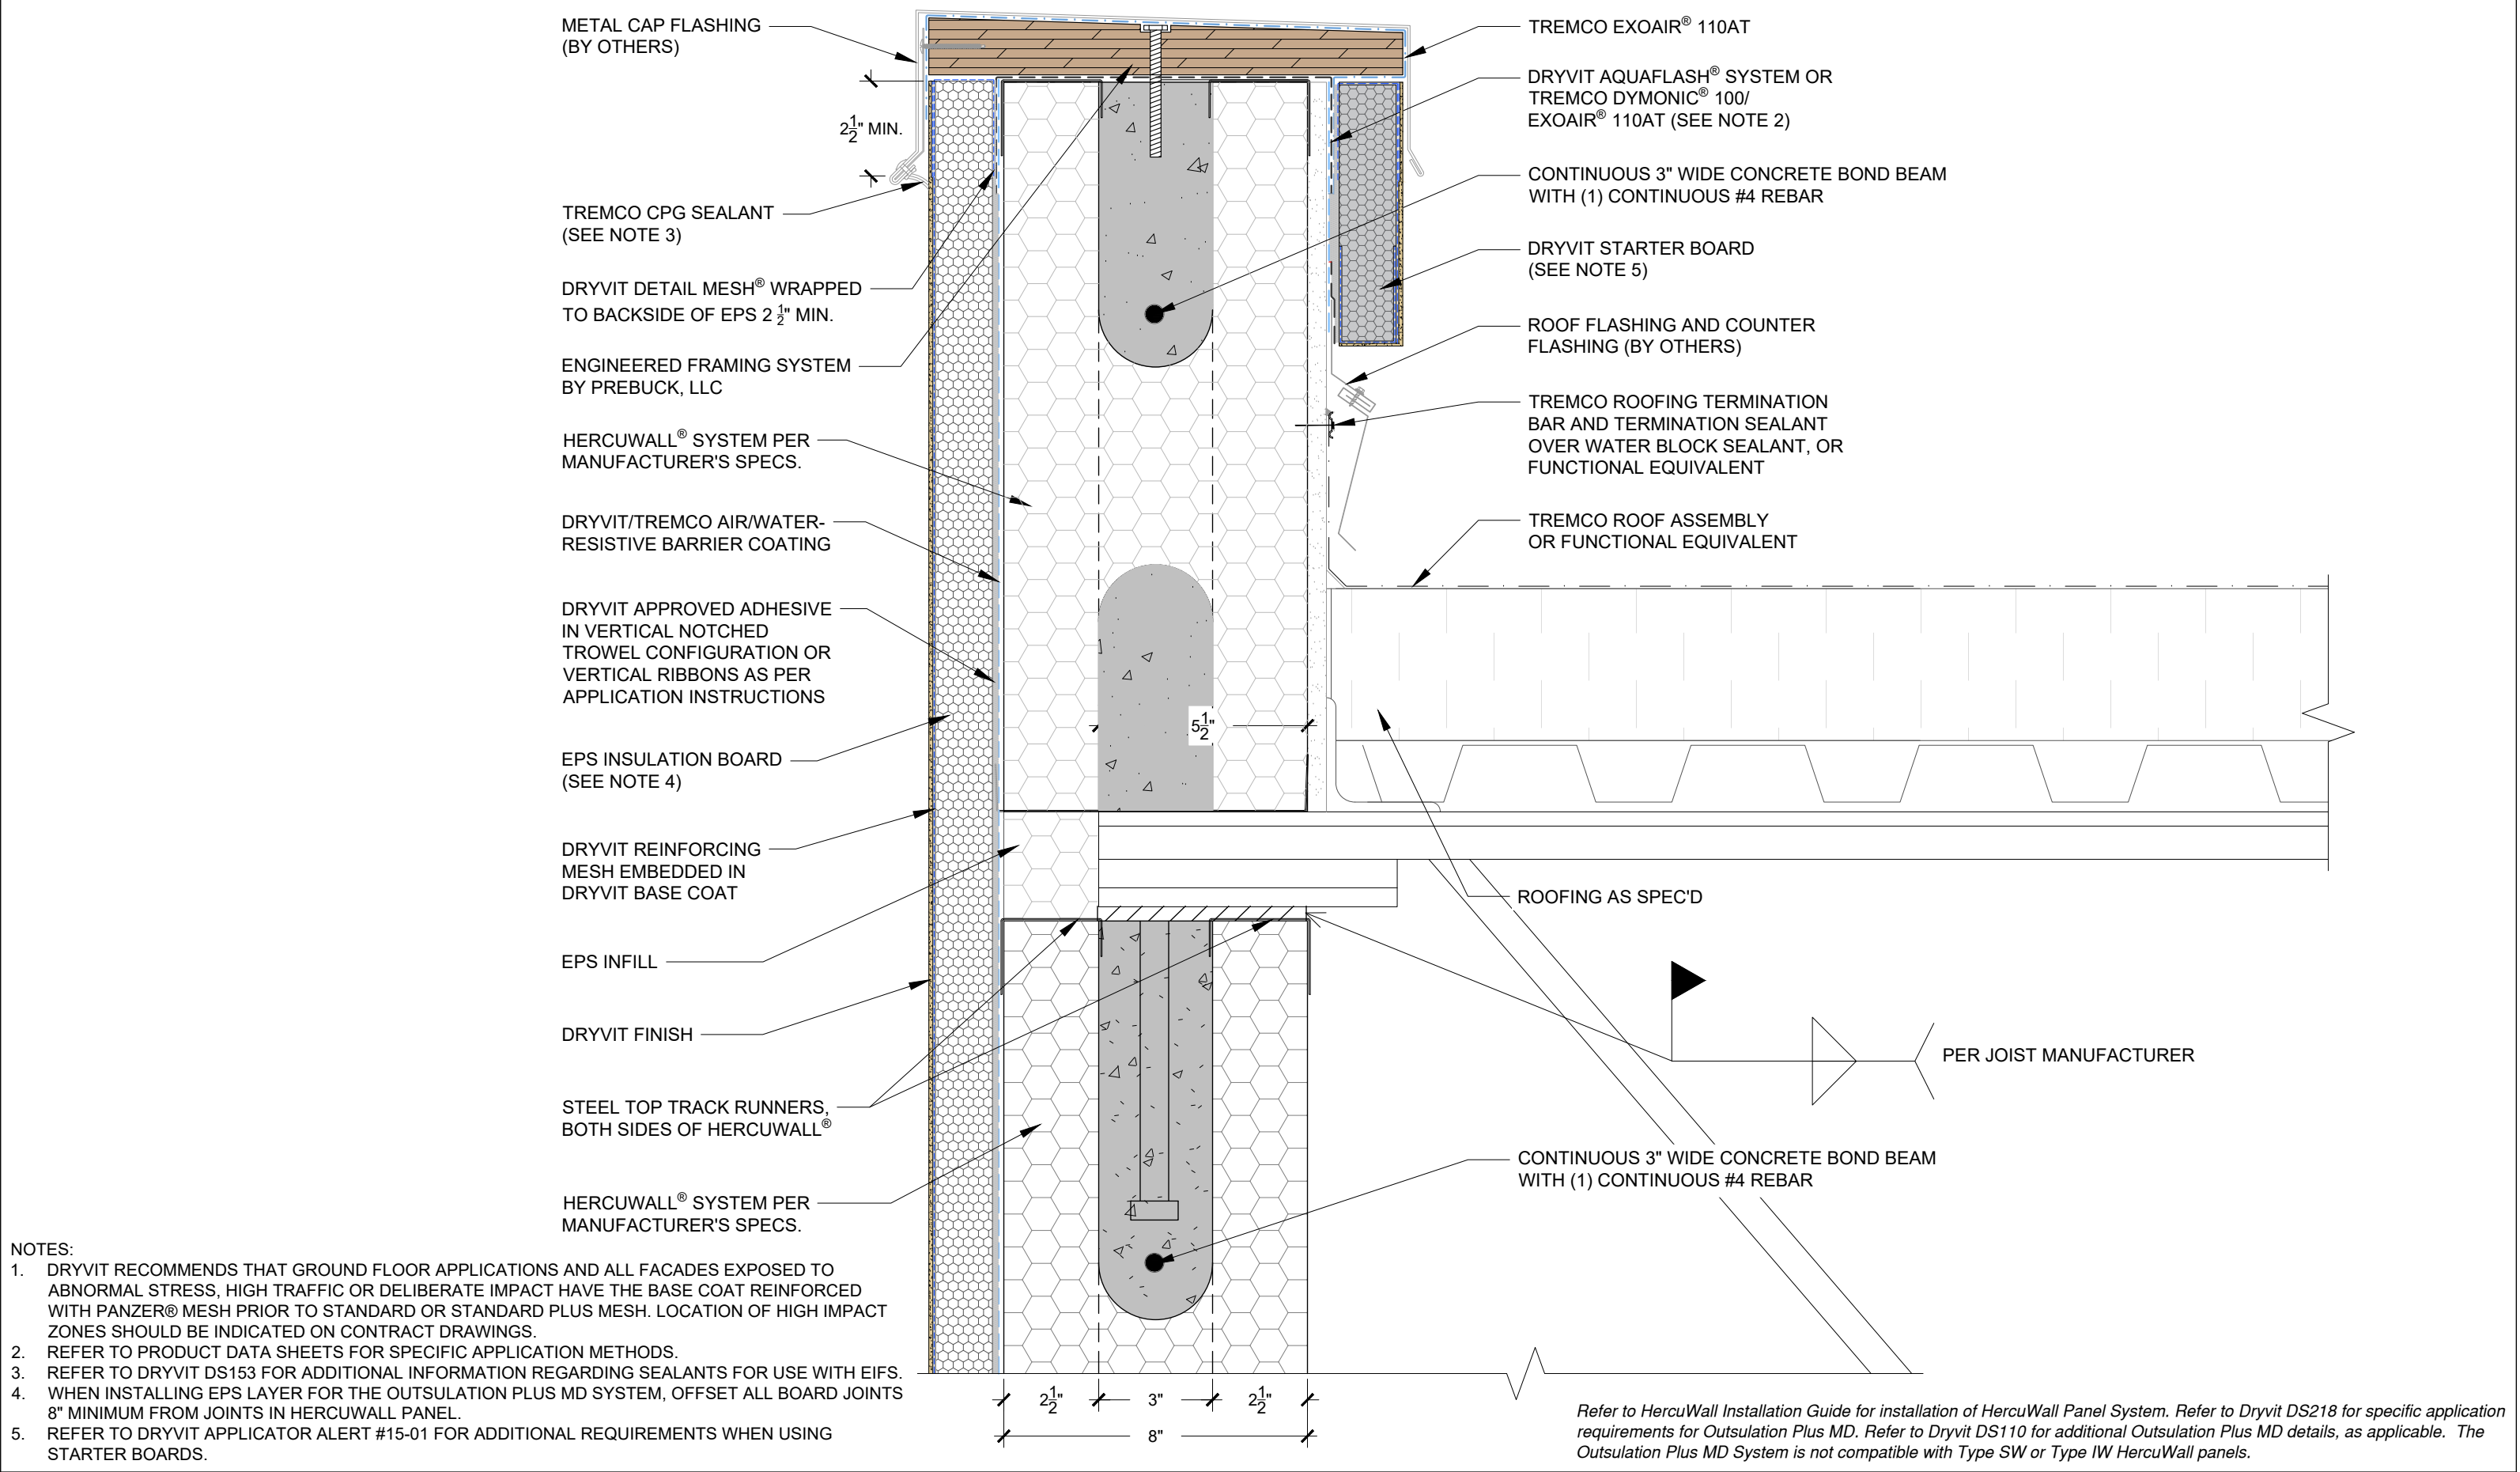 METAL CAP FLASHING
(BY OTHERS)
2½" MIN.
TREMCO CPG SEALANT
(SEE NOTE 3)
DRYVIT DETAIL MESH® WRAPPED
TO BACKSIDE OF EPS 2 ½" MIN.
ENGINEERED FRAMING SYSTEM
BY PREBUCK, LLC
HERCUWALL® SYSTEM PER
MANUFACTURER'S SPECS.
DRYVIT/TREMCO AIR/WATER-
RESISTIVE BARRIER COATING
DRYVIT APPROVED ADHESIVE
IN VERTICAL NOTCHED
TROWEL CONFIGURATION OR
VERTICAL RIBBONS AS PER
APPLICATION INSTRUCTIONS
EPS INSULATION BOARD
(SEE NOTE 4)
DRYVIT REINFORCING
MESH EMBEDDED IN
DRYVIT BASE COAT
EPS INFILL
DRYVIT FINISH
STEEL TOP TRACK RUNNERS,
BOTH SIDES OF HERCUWALL®
HERCUWALL® SYSTEM PER
MANUFACTURER'S SPECS.
TREMCO EXOAIR® 110AT
DRYVIT AQUAFLASH® SYSTEM OR
TREMCO DYMONIC® 100/
EXOAIR® 110AT (SEE NOTE 2)
CONTINUOUS 3" WIDE CONCRETE BOND BEAM
WITH (1) CONTINUOUS #4 REBAR
DRYVIT STARTER BOARD
(SEE NOTE 5)
ROOF FLASHING AND COUNTER
FLASHING (BY OTHERS)
TREMCO ROOFING TERMINATION
BAR AND TERMINATION SEALANT
OVER WATER BLOCK SEALANT, OR
FUNCTIONAL EQUIVALENT
TREMCO ROOF ASSEMBLY
OR FUNCTIONAL EQUIVALENT
5½"
ROOFING AS SPEC'D
PER JOIST MANUFACTURER
CONTINUOUS 3" WIDE CONCRETE BOND BEAM
WITH (1) CONTINUOUS #4 REBAR
2½" 3" 2½"
8"
NOTES:
1. DRYVIT RECOMMENDS THAT GROUND FLOOR APPLICATIONS AND ALL FACADES EXPOSED TO
ABNORMAL STRESS, HIGH TRAFFIC OR DELIBERATE IMPACT HAVE THE BASE COAT REINFORCED
WITH PANZER® MESH PRIOR TO STANDARD OR STANDARD PLUS MESH. LOCATION OF HIGH IMPACT
ZONES SHOULD BE INDICATED ON CONTRACT DRAWINGS.
2. REFER TO PRODUCT DATA SHEETS FOR SPECIFIC APPLICATION METHODS.
3. REFER TO DRYVIT DS153 FOR ADDITIONAL INFORMATION REGARDING SEALANTS FOR USE WITH EIFS.
4. WHEN INSTALLING EPS LAYER FOR THE OUTSULATION PLUS MD SYSTEM, OFFSET ALL BOARD JOINTS
8" MINIMUM FROM JOINTS IN HERCUWALL PANEL.
5. REFER TO DRYVIT APPLICATOR ALERT #15-01 FOR ADDITIONAL REQUIREMENTS WHEN USING
STARTER BOARDS.
Refer to HercuWall Installation Guide for installation of HercuWall Panel System. Refer to Dryvit DS218 for specific application
requirements for Outsulation Plus MD. Refer to Dryvit DS110 for additional Outsulation Plus MD details, as applicable. The
Outsulation Plus MD System is not compatible with Type SW or Type IW HercuWall panels.